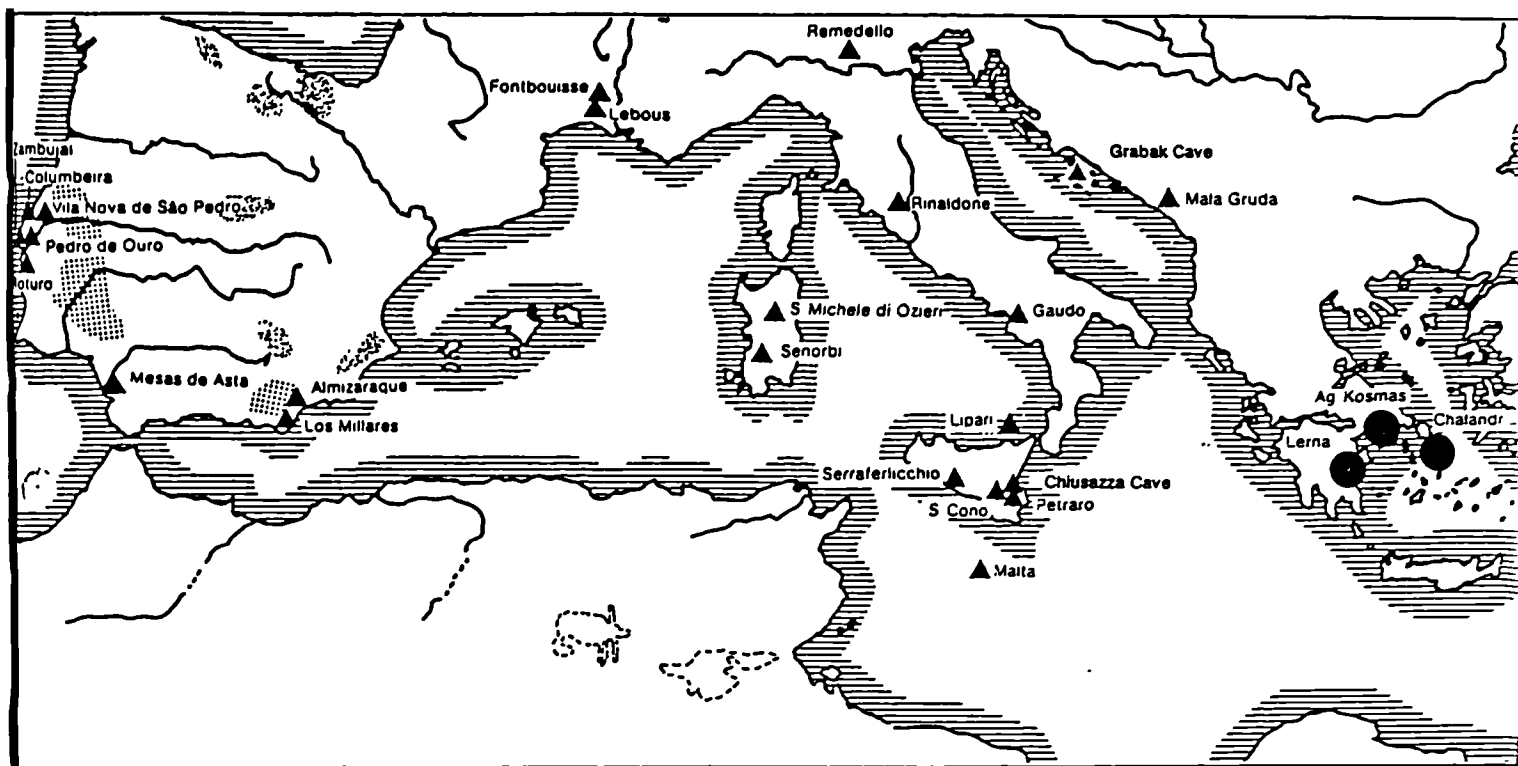 Remedello
Fontbouisse
Lebous
Zambujal
Columbeira
Vila Nova de São Pedro
Pedro de Ouro
Grabak Cave
Mala Gruda
Rinaldone
S Michele di Ozieri
Gaudo
Senorbi
Mesas de Asta
Almizaraque
Los Millares
Lipari
Ag Kosmas
Chalandr
Lerna
Serraferlicchio
Chiusazza Cave
S Cono
Petraro
Malta